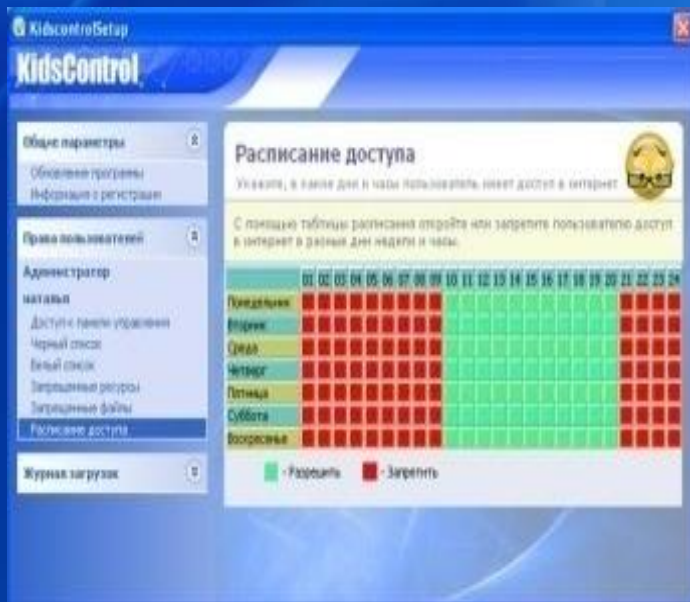 KidscontrolSetup
KidsControl
Общие параметры
Обновление программы
Информация о регистрации
Права пользователей
Администратор
наталья
Доступ к панели управления
Черный список
Белый список
Запрещенные ресурсы
Запрещенные файлы
Расписание доступа
Журнал загрузок
Расписание доступа
Укажите, в какие дни и часы пользователь имеет доступ в интернет
С помощью таблицы расписания откройте или запретите пользователю доступ
в интернет в разные дни недели и часы.
01 02 03 04 05 06 07 08 09 10 11 12 13 14 15 16 17 18 19 20 21 22 23 24
Понедельник
Вторник
Среда
Четверг
Пятница
Суббота
Воскресенье
- Разрешить - Запретить